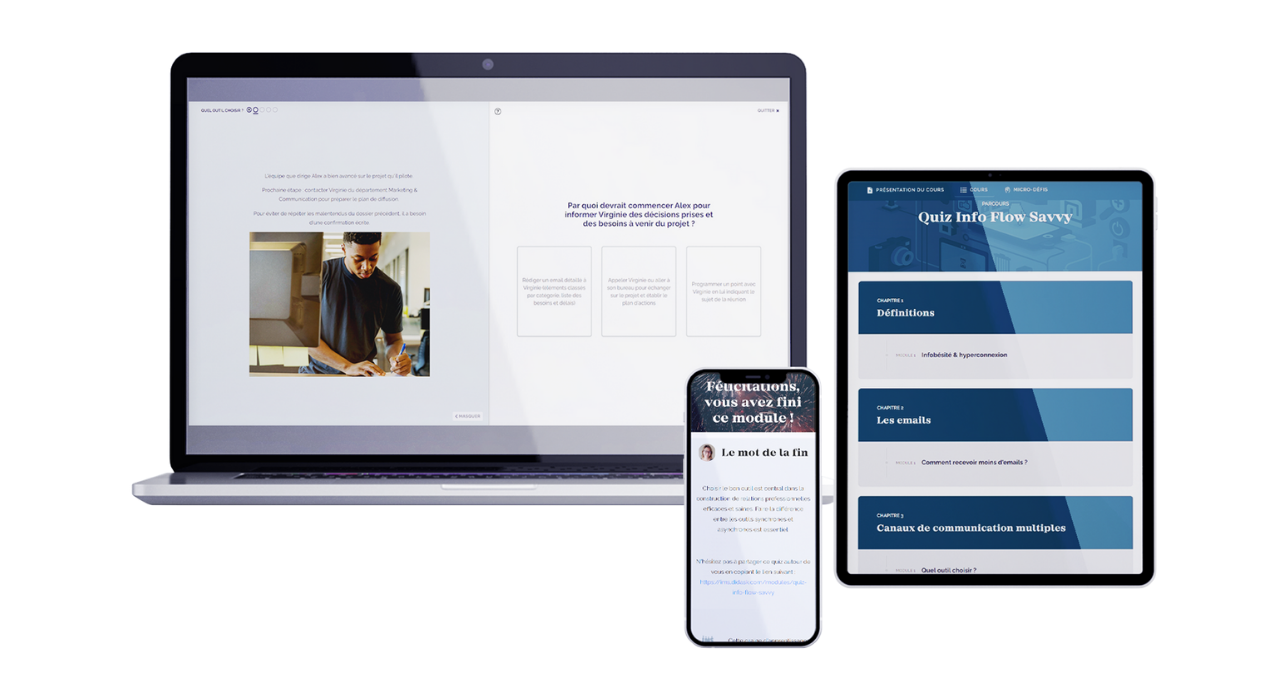 QUEL OUTIL CHOISIR ?
QUITTER
L'équipe que dirige Alex a bien avancé sur le projet qu'il pilote.
Prochaine étape : contacter Virginie du département Marketing &
Communication pour préparer le plan de diffusion.
Pour éviter de répéter les malentendus du dossier précédent, il a besoin
d'une confirmation écrite.
Par quoi devrait commencer Alex pour
informer Virginie des décisions prises et
des besoins à venir du projet ?
Rédiger un email détaillé à
Virginie (éléments classés
par catégorie, liste des
besoins et délais)
Appeler Virginie ou aller à
son bureau pour échanger
sur le projet et établir le
plan d'actions
Programmer un point avec
Virginie en lui indiquant le
sujet de la réunion
Félicitations,
vous avez fini
ce module !
Le mot de la fin
Choisir le bon outil est central dans la
construction de relations professionnelles
efficaces et saines. Faire la différence
entre les outils synchrones et
asynchrones est essentiel.
N'hésitez pas à partager ce quiz autour de
vous en copiant le lien suivant :
info-flow-savvy
PRÉSENTATION DU COURS
COURS
MICRO-DÉFIS
PARCOURS
Quiz Info Flow Savvy
CHAPITRE 1
Définitions
MODULE 1 Infobésité & hyperconnexion
CHAPITRE 2
Les emails
MODULE 1 Comment recevoir moins d'emails ?
CHAPITRE 3
Canaux de communication multiples
MODULE 1 Quel outil choisir ?